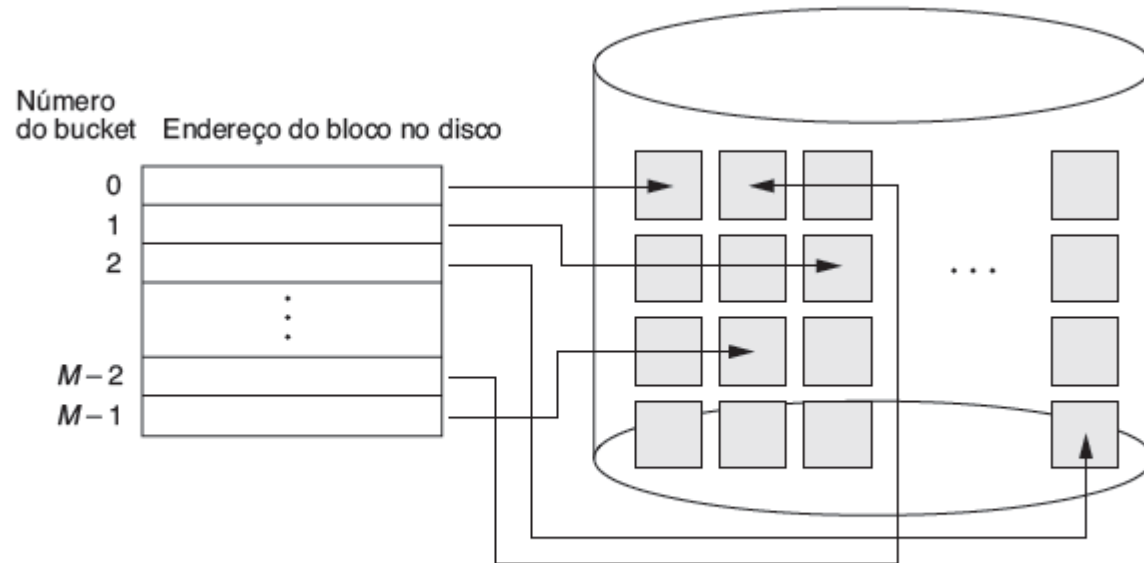 Número
do bucket Endereço do bloco no disco
0
1
2
M – 2
M – 1